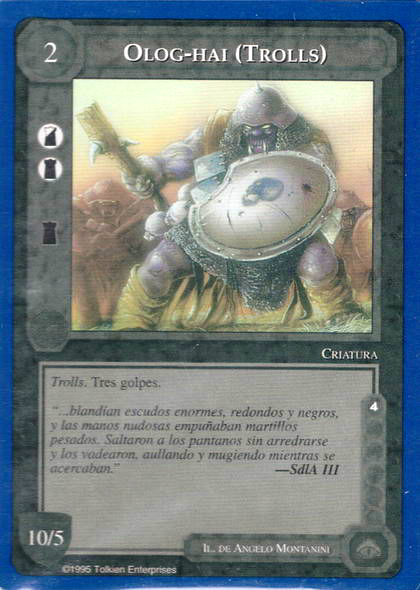 2
OLOG-HAI (TROLLS)
CRIATURA
Trolls. Tres golpes.
4
"...blandían escudos enormes, redondos y negros,
y las manos nudosas empuñaban martillos
pesados. Saltaron a los pantanos sin arredrarse
y los vadearon, aullando y mugiendo mientras se
acercaban."
—SdlA III
10/5
IL. DE ANGELO MONTANINI
©1995 Tolkien Enterprises